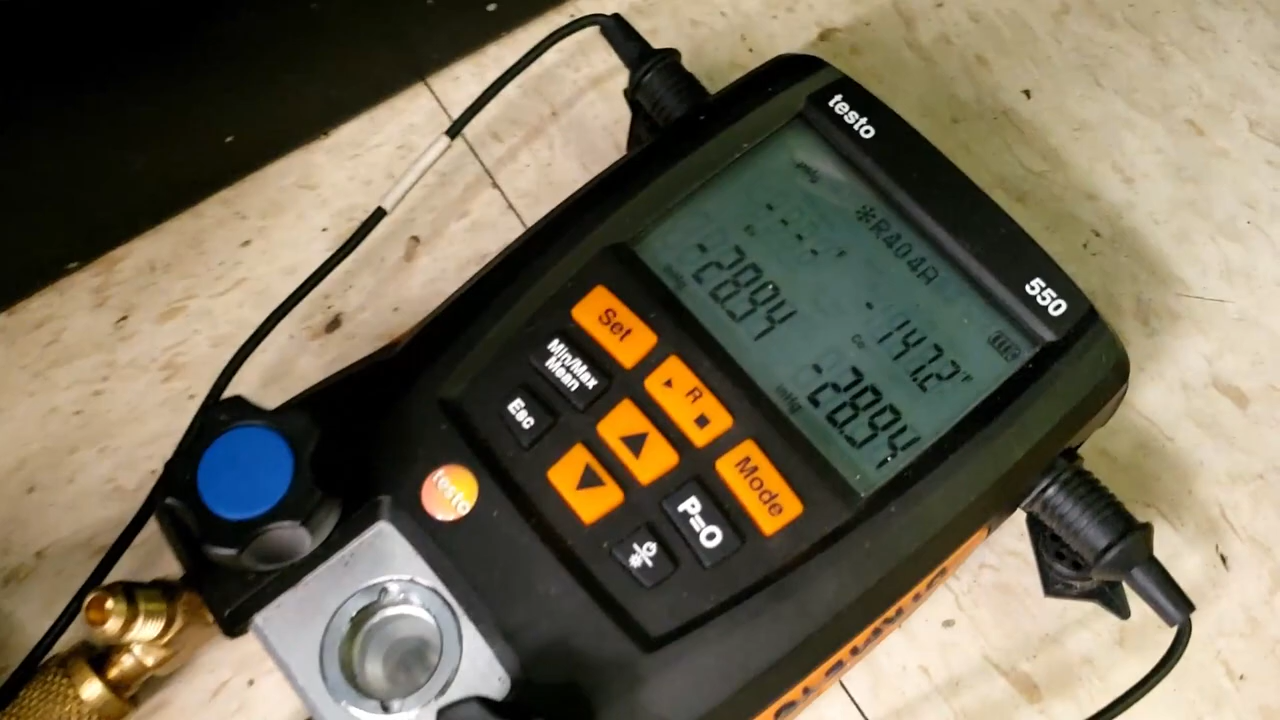 testo
550
R404A
---.-
-147.2
-28.94
-28.94
inHg
Set
R
Mode
Min/Max
Mean
Esc
P=0
testo